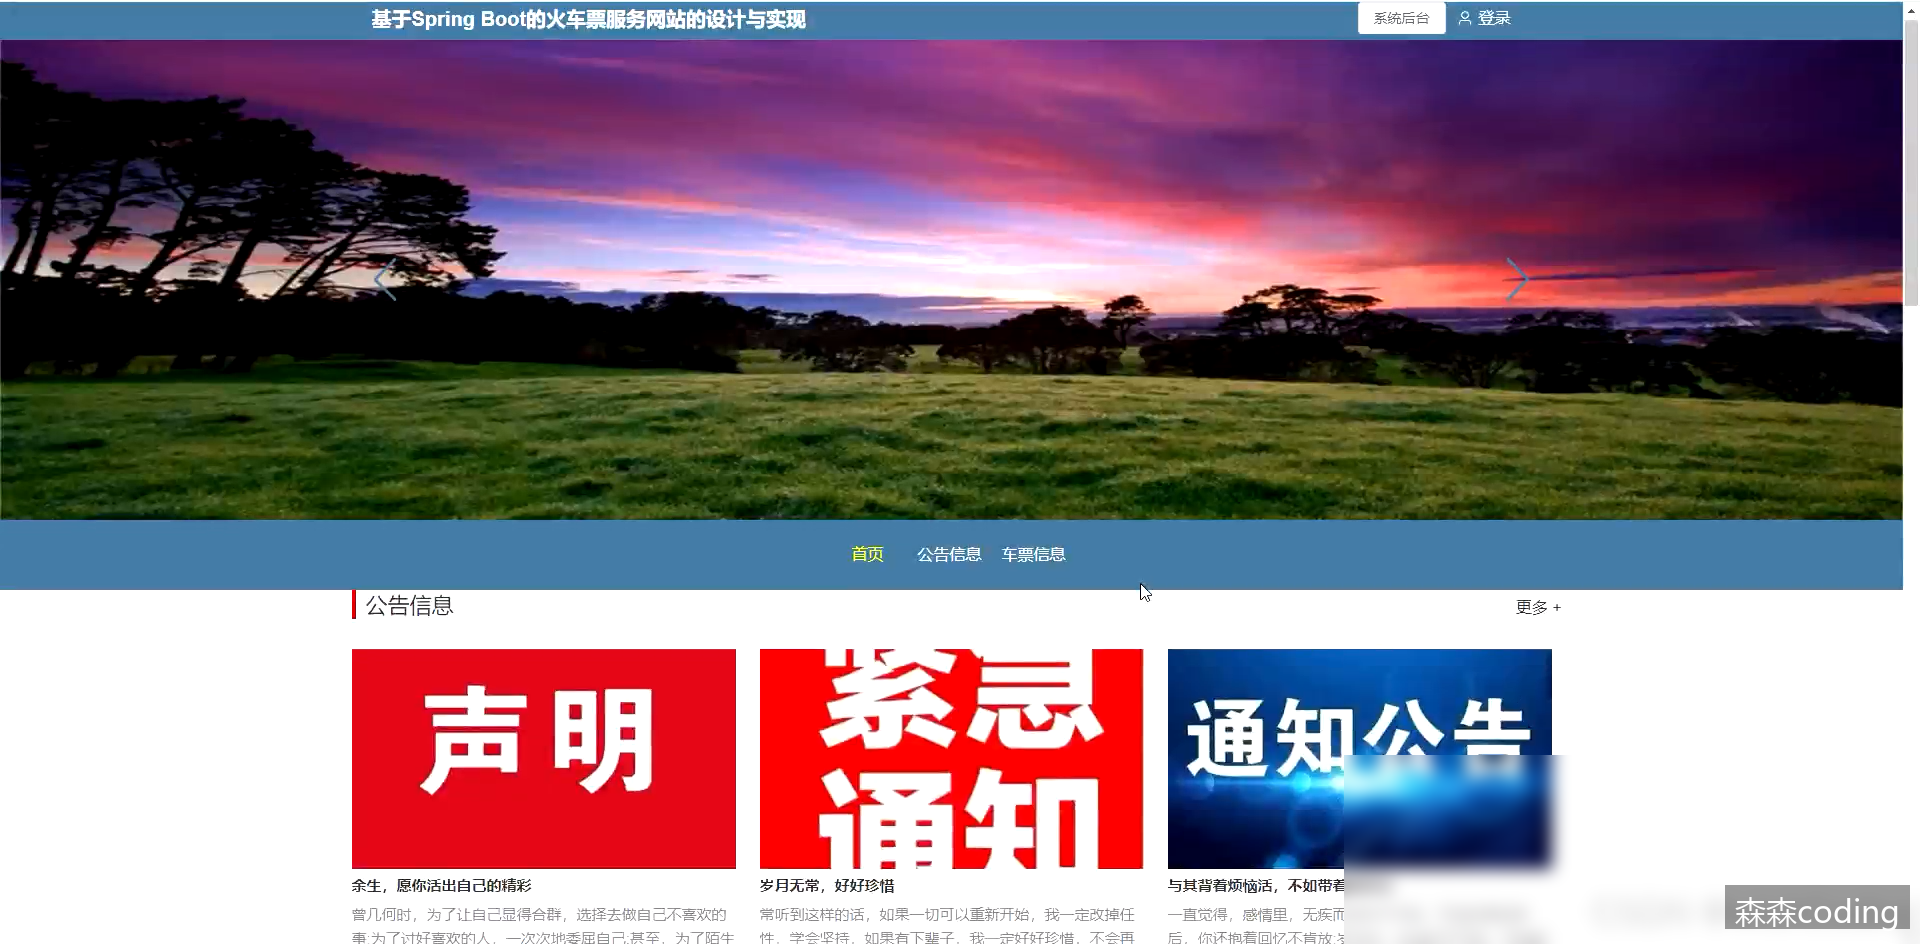 基于Spring Boot的火车票服务网站的设计与实现
系统后台 登录
首页 公告信息 车票信息
公告信息
更多 +
声明
紧急
通知
通知公告
余生，愿你活出自己的精彩
曾几何时，为了让自己显得合群，选择去做自己不喜欢的
事;为了讨好喜欢的人，一次次地委屈自己;甚至，为了陌生
岁月无常，好好珍惜
常听到这样的话，如果一切可以重新开始，我一定改掉任
性，学会坚持，如果有下辈子，我一定好好珍惜，不会再
与其背着烦恼活，不如带着
一直觉得，感情里，无疾而
后，你还抱着回忆不肯放;
森森coding